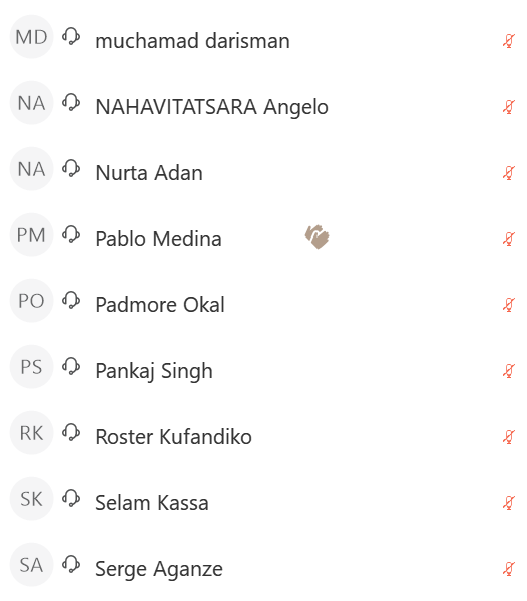 MD muchamad darisman
NA NAHAVITATSARA Angelo
NA Nurta Adan
PM Pablo Medina
PO Padmore Okal
PS Pankaj Singh
RK Roster Kufandiko
SK Selam Kassa
SA Serge Aganze